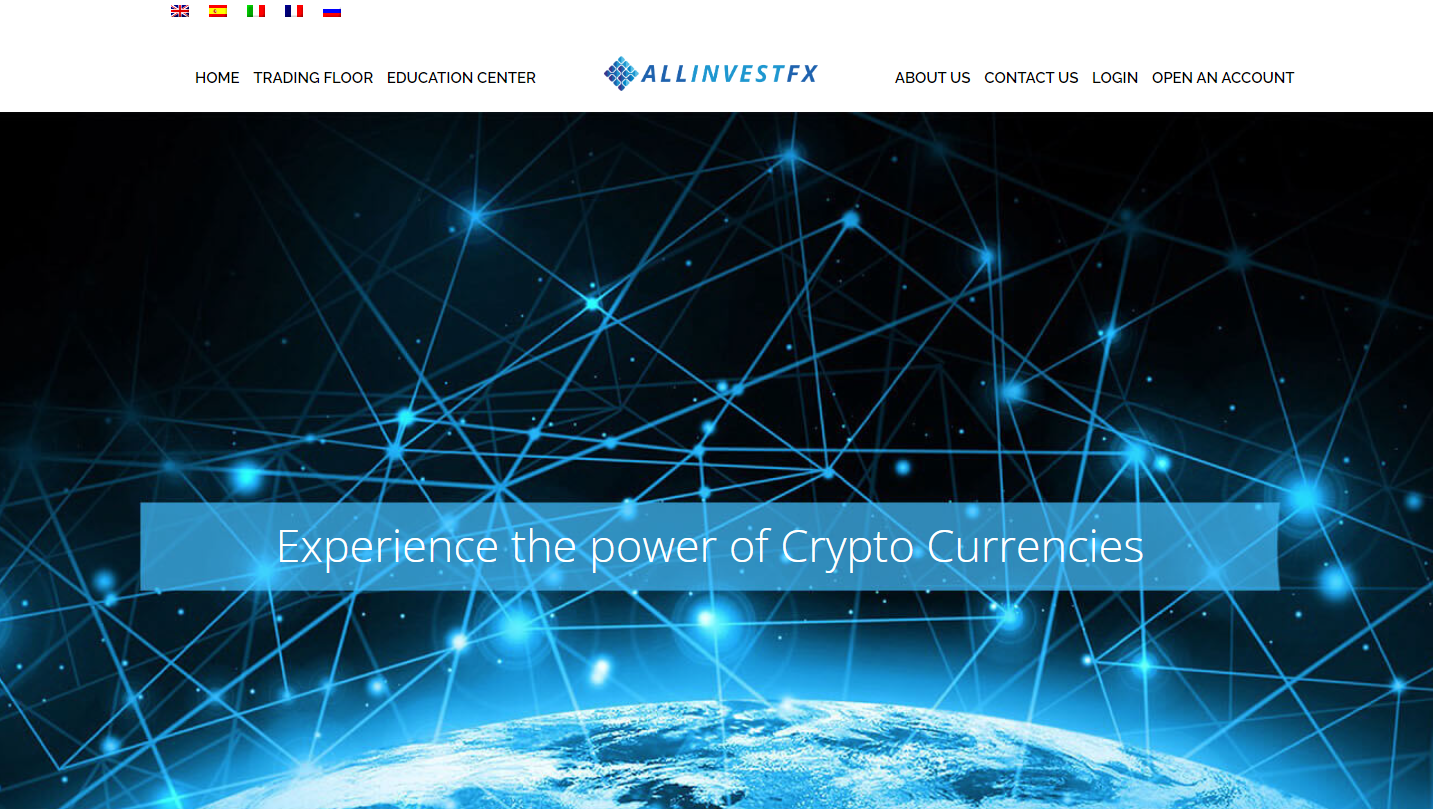 HOME TRADING FLOOR EDUCATION CENTER ALLINVESTFX ABOUT US CONTACT US LOGIN OPEN AN ACCOUNT
Experience the power of Crypto Currencies